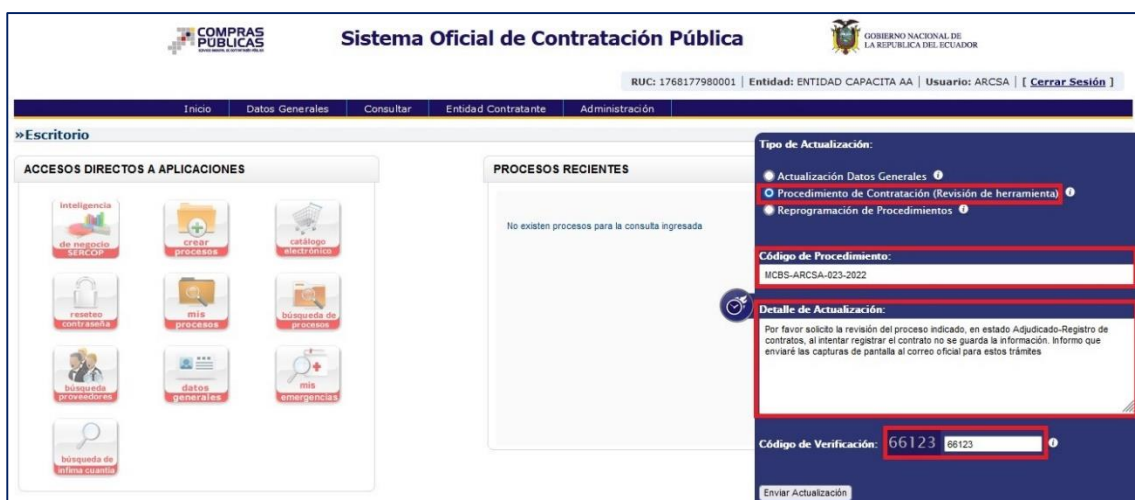 COMPRAS
PÚBLICAS
Sistema Oficial de Contratación Pública
GOBIERNO NACIONAL DE
LA REPUBLICA DEL ECUADOR
RUC: 1768177980001 | Entidad: ENTIDAD CAPACITA AA | Usuario: ARCSA | [ Cerrar Sesión ]
Inicio Datos Generales Consultar Entidad Contratante Administración
»Escritorio
ACCESOS DIRECTOS A APLICACIONES
inteligencia
de negocio
SERCOP
crear
procesos
catálogo
electrónico
reseteo
contraseña
mis
procesos
búsqueda de
procesos
búsqueda
proveedores
datos
generales
mis
emergencias
búsqueda de
ínfima cuantía
PROCESOS RECIENTES
No existen procesos para la consulta ingresada
Tipo de Actualización:
Actualización Datos Generales
Procedimiento de Contratación (Revisión de herramienta)
Reprogramación de Procedimientos
Código de Procedimiento:
MCBS-ARCSA-023-2022
Detalle de Actualización:
Por favor solicito la revisión del proceso indicado, en estado Adjudicado-Registro de
contratos, al intentar registrar el contrato no se guarda la información. Informo que
enviaré las capturas de pantalla al correo oficial para estos trámites
Código de Verificación: 66123 66123
Enviar Actualización